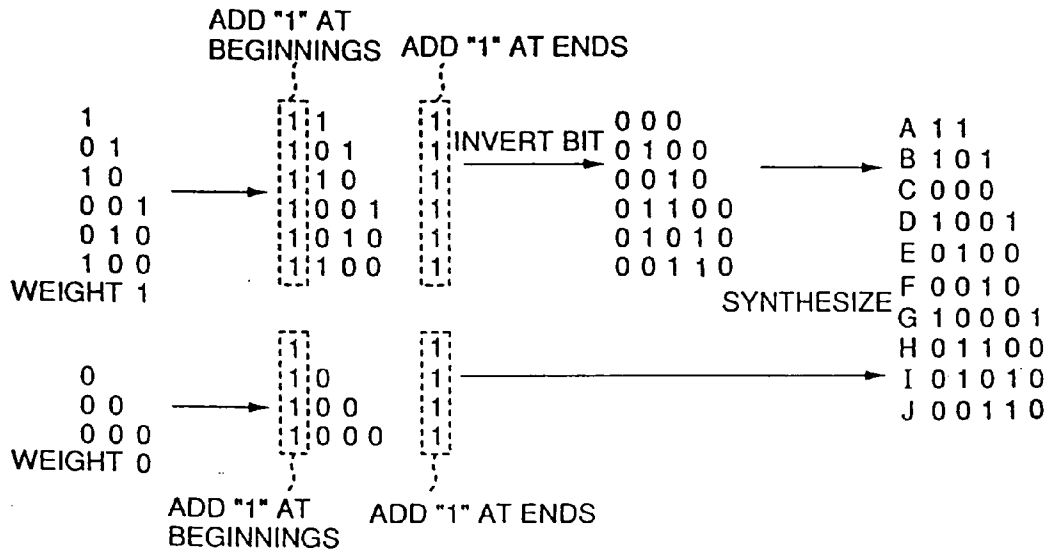 ADD "1" AT
BEGINNINGS
ADD "1" AT ENDS
1
0 1
1 0
0 0 1
0 1 0
1 0 0
WEIGHT 1
1 1
1 0 1
1 1 0
1 0 0 1
1 0 1 0
1 1 0 0
1
1
1
1
1
1
INVERT BIT
0 0 0
0 1 0 0
0 0 1 0
0 1 1 0 0
0 1 0 1 0
0 0 1 1 0
0
0 0
0 0 0
WEIGHT 0
1
1 0
1 0 0
1 0 0 0
1
1
1
1
ADD "1" AT
BEGINNINGS
ADD "1" AT ENDS
SYNTHESIZE
A 1 1
B 1 0 1
C 0 0 0
D 1 0 0 1
E 0 1 0 0
F 0 0 1 0
G 1 0 0 0 1
H 0 1 1 0 0
I 0 1 0 1 0
J 0 0 1 1 0